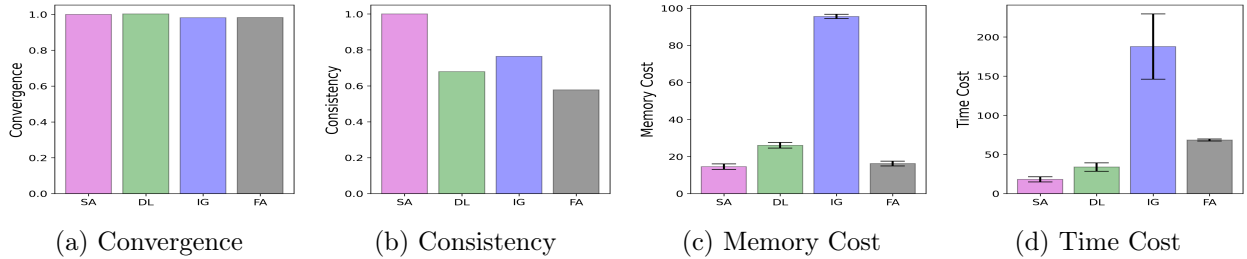 Convergence
1.0
0.8
0.6
0.4
0.2
0.0
SA DL IG FA
(a) Convergence
Consistency
1.0
0.8
0.6
0.4
0.2
0.0
SA DL IG FA
(b) Consistency
Memory Cost
100
80
60
40
20
0
SA DL IG FA
(c) Memory Cost
Time Cost
200
150
100
50
0
SA DL IG FA
(d) Time Cost